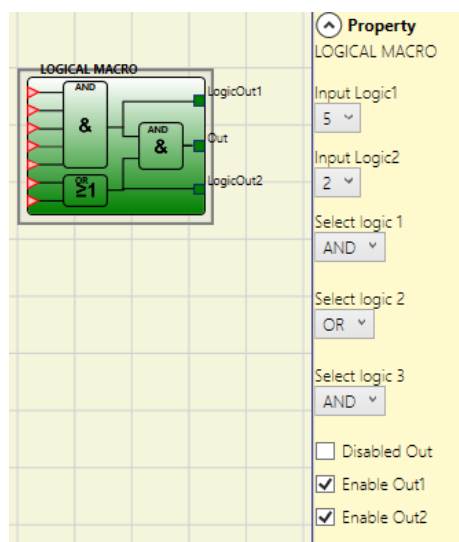 LOGICAL MACRO
AND
&
AND
&
OR
≥1
LogicOut1
Out
LogicOut2
Property
LOGICAL MACRO
Input Logic1
5
Input Logic2
2
Select logic 1
AND
Select logic 2
OR
Select logic 3
AND
Disabled Out
Enable Out1
Enable Out2